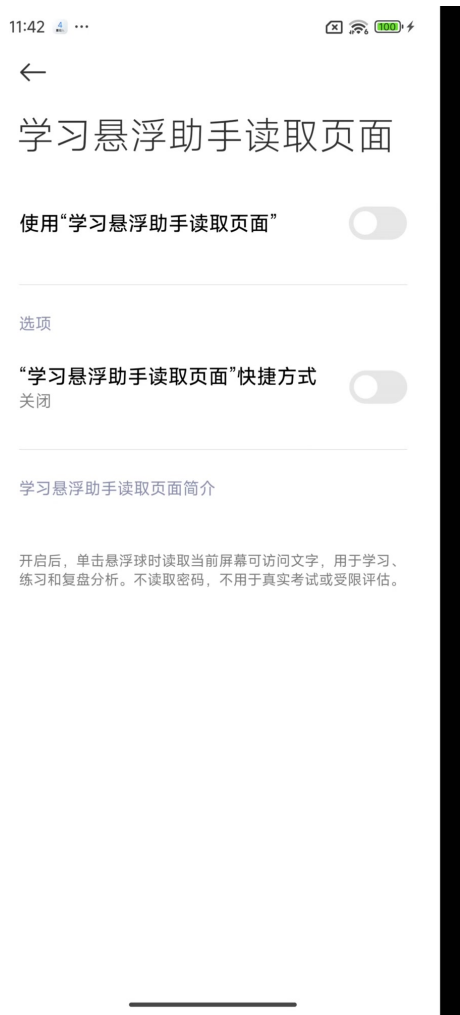 11:42
100
学习悬浮助手读取页面
使用“学习悬浮助手读取页面”
选项
“学习悬浮助手读取页面”快捷方式
关闭
学习悬浮助手读取页面简介
开启后，单击悬浮球时读取当前屏幕可访问文字，用于学习、
练习和复盘分析。不读取密码，不用于真实考试或受限评估。